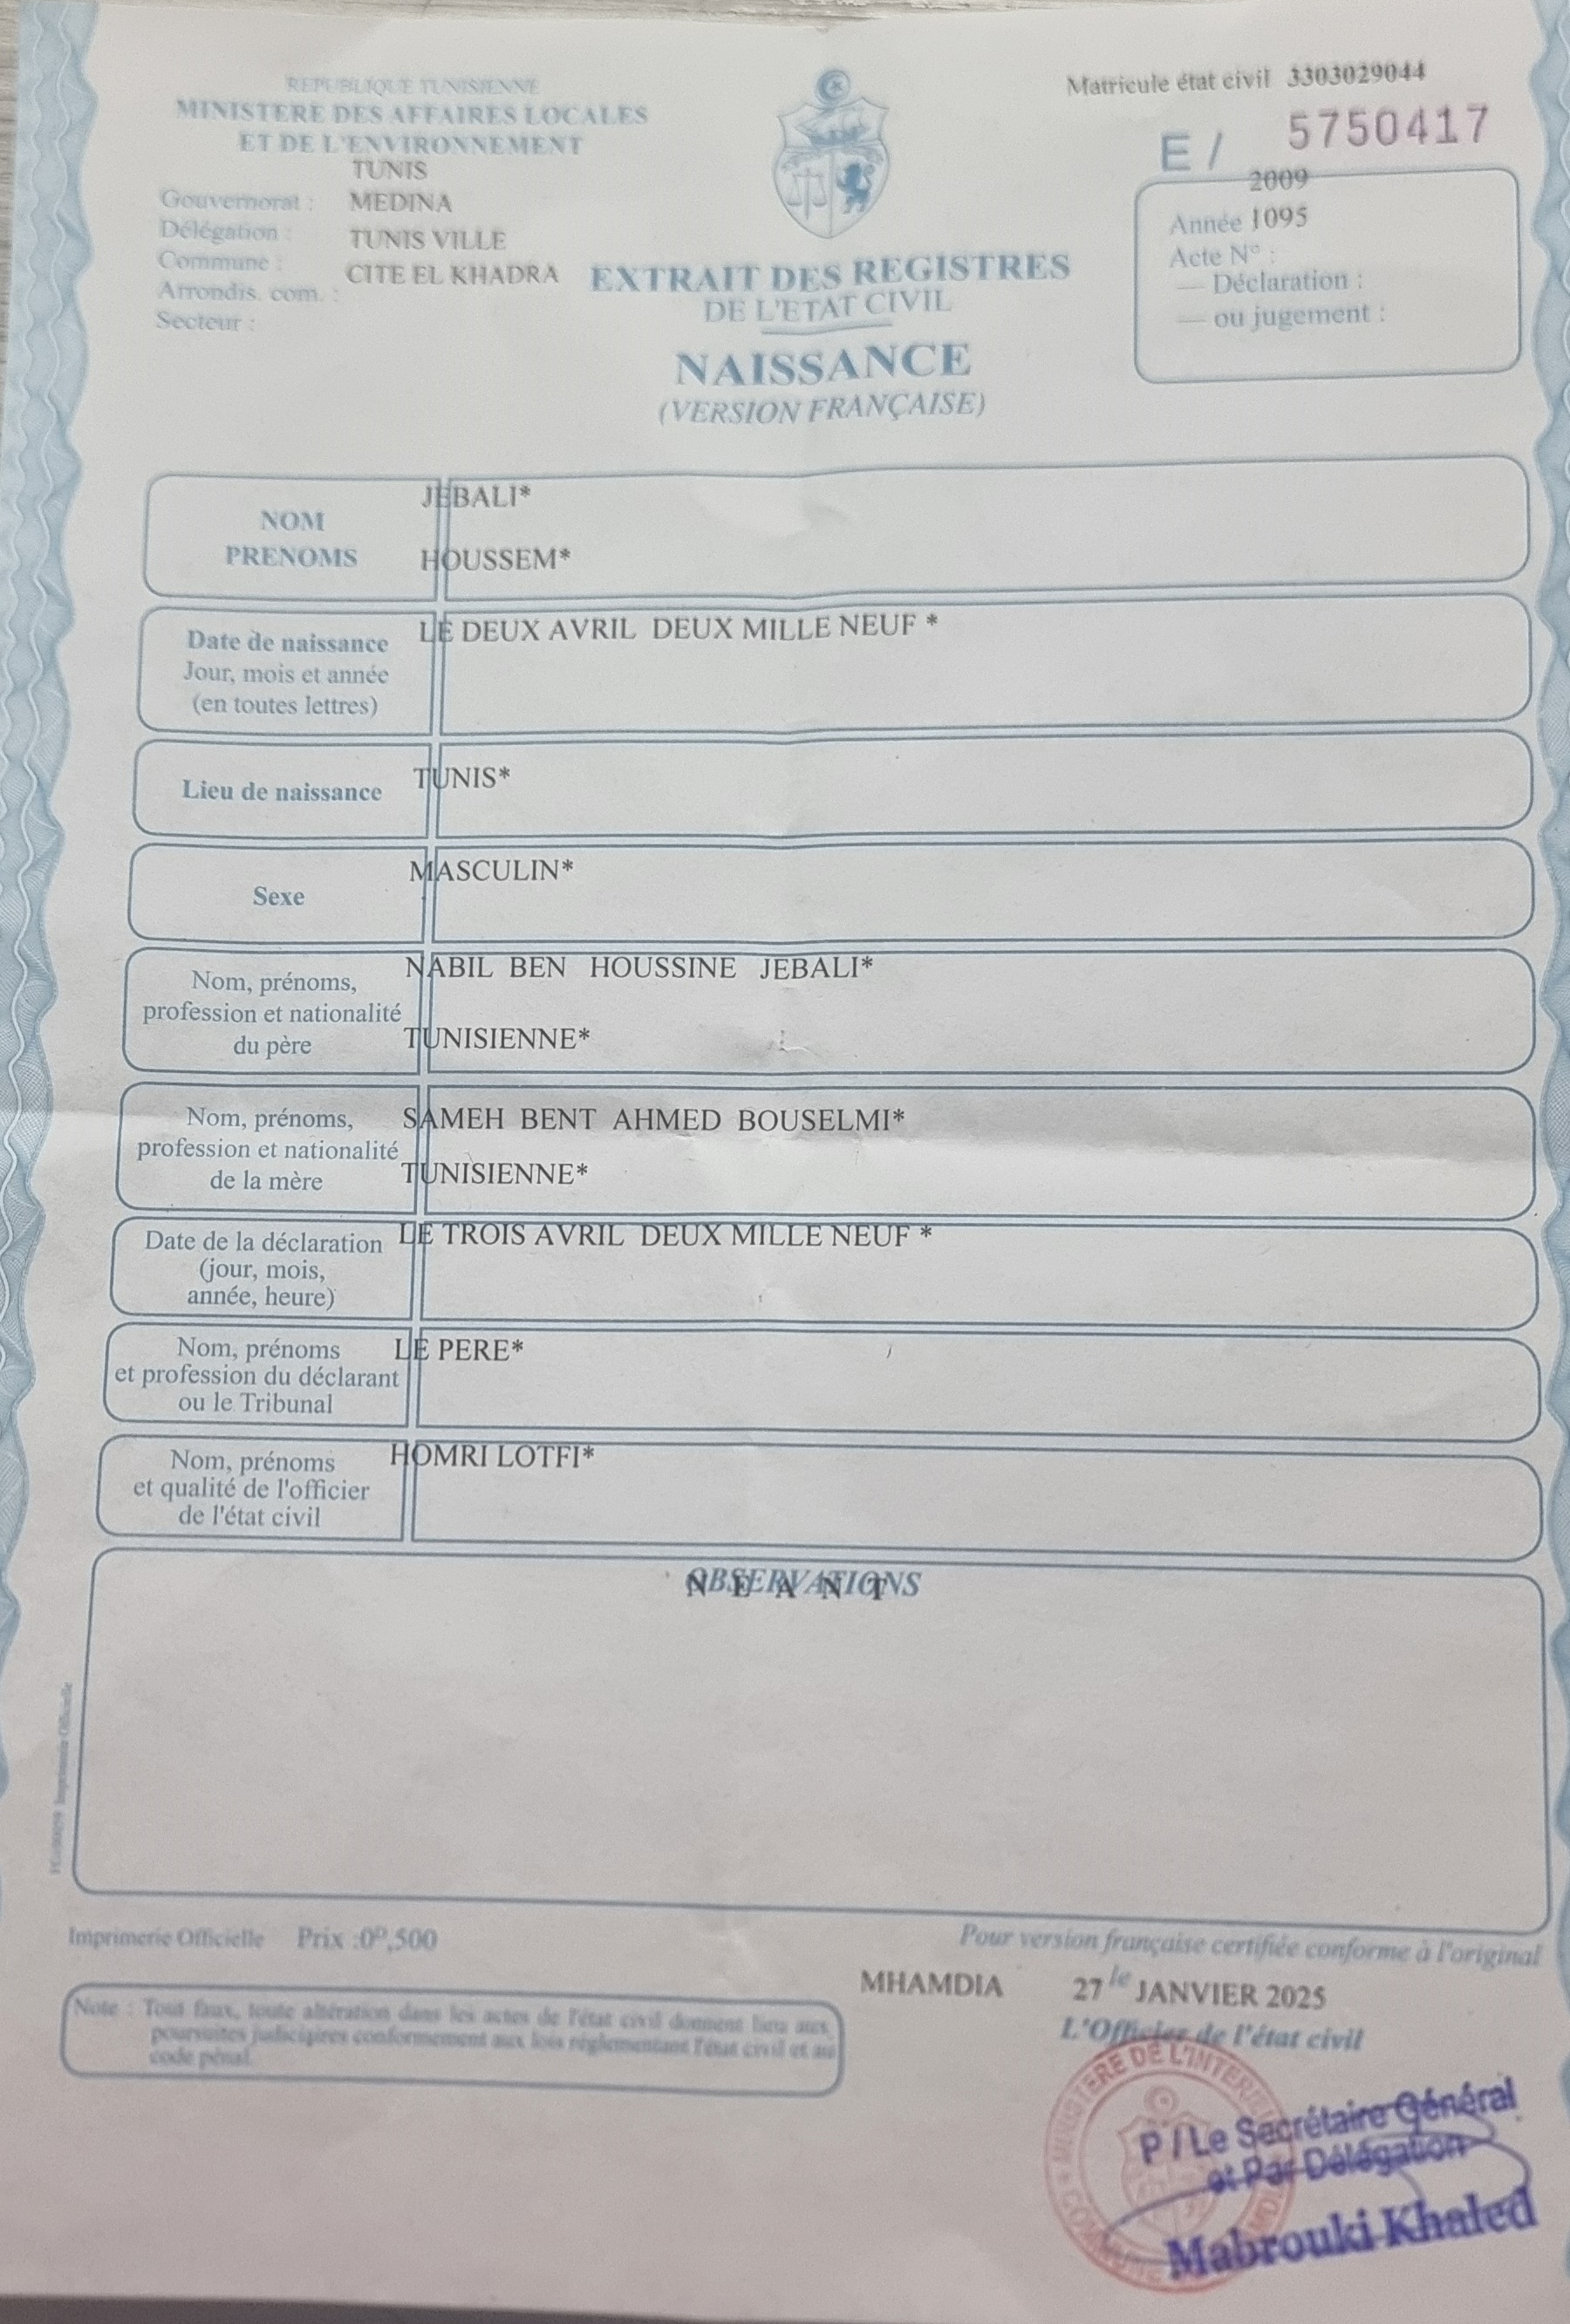 REPUBLIQUE TUNISIENNE
MINISTERE DES AFFAIRES LOCALES
ET DE L'ENVIRONNEMENT
TUNIS
Gouvernorat : MEDINA
Délégation : TUNIS VILLE
Commune : CITE EL KHADRA
Arrondis. com. :
Secteur :
EXTRAIT DES REGISTRES
DE L'ETAT CIVIL
NAISSANCE
(VERSION FRANÇAISE)
Matricule état civil 3303029044
E / 5750417
2009
Année 1095
Acte N° :
— Déclaration :
— ou jugement :
NOM JEBALI*
PRENOMS HOUSSEM*
Date de naissance LE DEUX AVRIL DEUX MILLE NEUF *
Jour, mois et année
(en toutes lettres)
Lieu de naissance TUNIS*
Sexe MASCULIN*
Nom, prénoms, NABIL BEN HOUSSINE JEBALI*
profession et nationalité
du père TUNISIENNE*
Nom, prénoms, SAMEH BENT AHMED BOUSELMI*
profession et nationalité
de la mère TUNISIENNE*
Date de la déclaration LE TROIS AVRIL DEUX MILLE NEUF *
(jour, mois,
année, heure)
Nom, prénoms LE PERE*
et profession du déclarant
ou le Tribunal
Nom, prénoms HOMRI LOTFI*
et qualité de l'officier
de l'état civil
OBSERVATIONS
N E A N T
Imprimerie Officielle
Imprimerie Officielle Prix :0ᴰ,500
Pour version française certifiée conforme à l'original
MHAMDIA le 27 JANVIER 2025
L'Officier de l'état civil
Note : Tout faux, toute altération dans les actes de l'état civil donnent lieu aux
poursuites judiciaires conformement aux lois réglementant l'état civil et au
code pénal.
MINISTERE DE L'INTERIEUR
COMMUNE
P / Le Secrétaire Général
et Par Délégation
Mabrouki Khaled